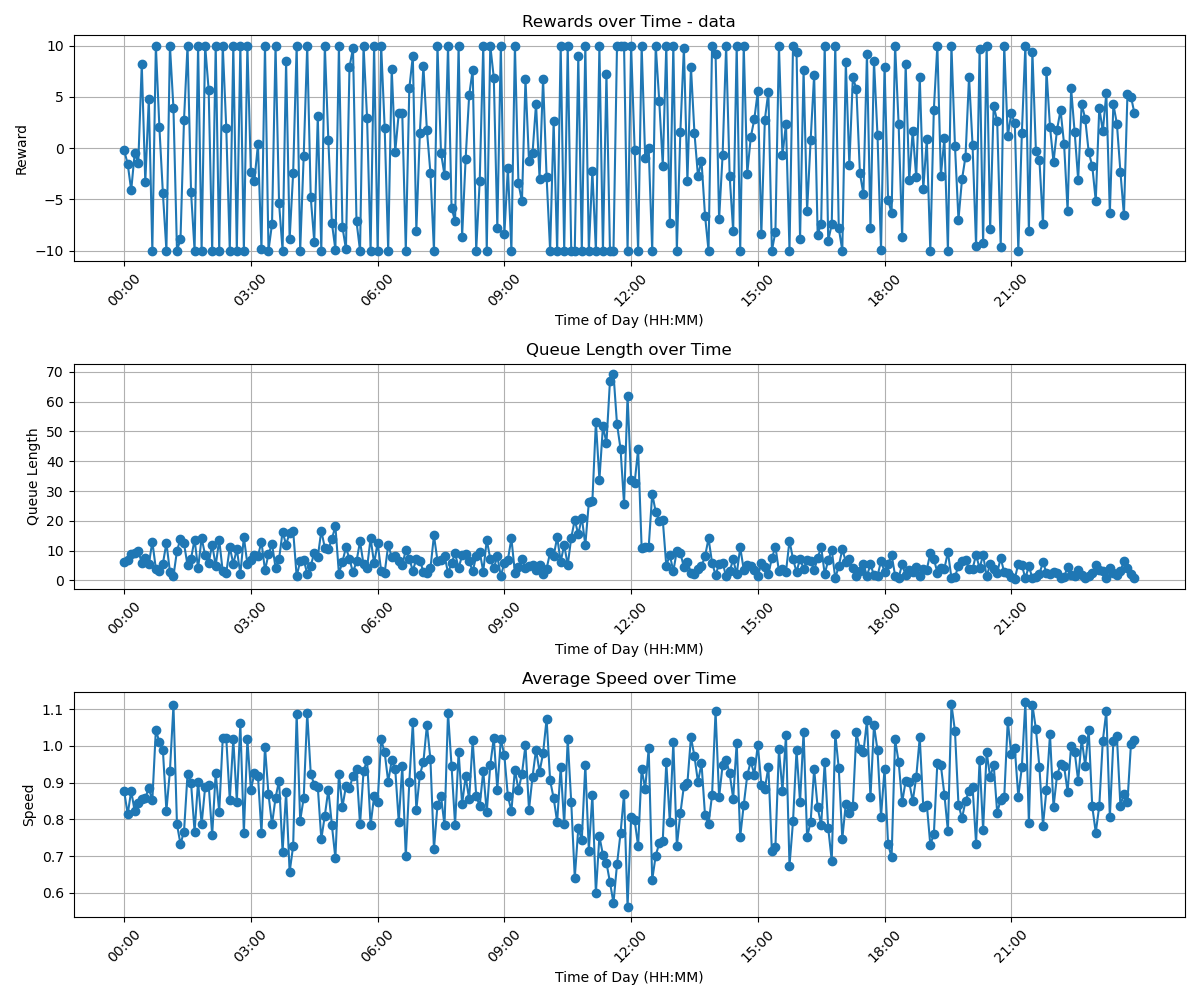 Rewards over Time - data
Reward
10
5
0
−5
−10
00:00 03:00 06:00 09:00 12:00 15:00 18:00 21:00
Time of Day (HH:MM)
Queue Length over Time
Queue Length
70
60
50
40
30
20
10
0
00:00 03:00 06:00 09:00 12:00 15:00 18:00 21:00
Time of Day (HH:MM)
Average Speed over Time
Speed
1.1
1.0
0.9
0.8
0.7
0.6
00:00 03:00 06:00 09:00 12:00 15:00 18:00 21:00
Time of Day (HH:MM)